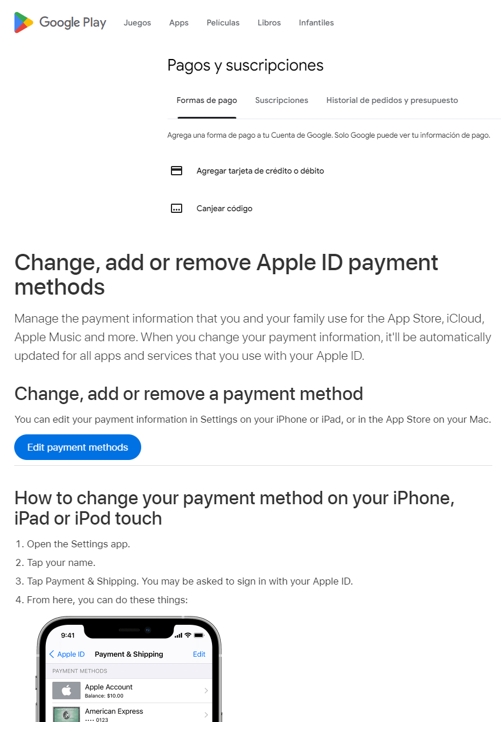 Google Play Juegos Apps Películas Libros Infantiles
Pagos y suscripciones
Formas de pago Suscripciones Historial de pedidos y presupuesto
Agrega una forma de pago a tu Cuenta de Google. Solo Google puede ver tu información de pago.
Agregar tarjeta de crédito o débito
Canjear código
Change, add or remove Apple ID payment
methods
Manage the payment information that you and your family use for the App Store, iCloud,
Apple Music and more. When you change your payment information, it'll be automatically
updated for all apps and services that you use with your Apple ID.
Change, add or remove a payment method
You can edit your payment information in Settings on your iPhone or iPad, or in the App Store on your Mac.
Edit payment methods
How to change your payment method on your iPhone,
iPad or iPod touch
1. Open the Settings app.
2. Tap your name.
3. Tap Payment & Shipping. You may be asked to sign in with your Apple ID.
4. From here, you can do these things:
9:41
Apple ID Payment & Shipping Edit
PAYMENT METHODS
Apple Account
Balance: $10.00
American Express
•••• 0123